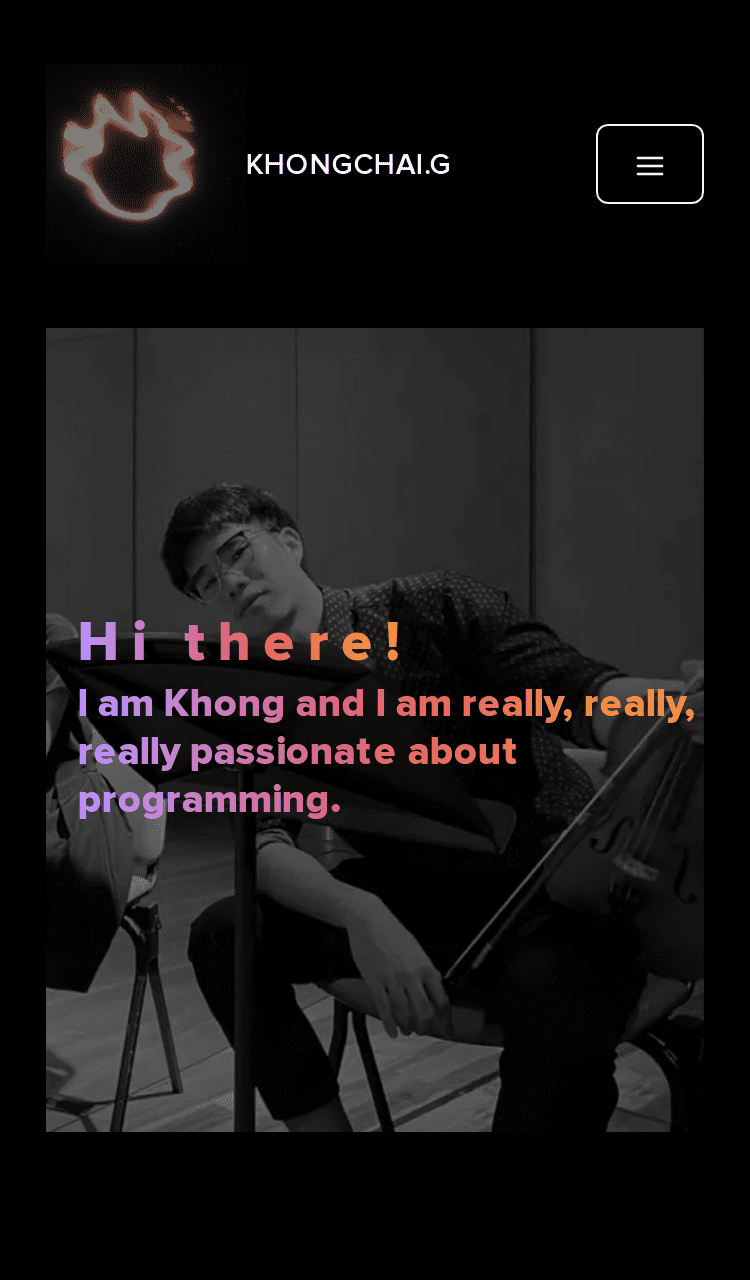 KHONGCHAI.G
Hi there!
I am Khong and I am really, really,
really passionate about
programming.